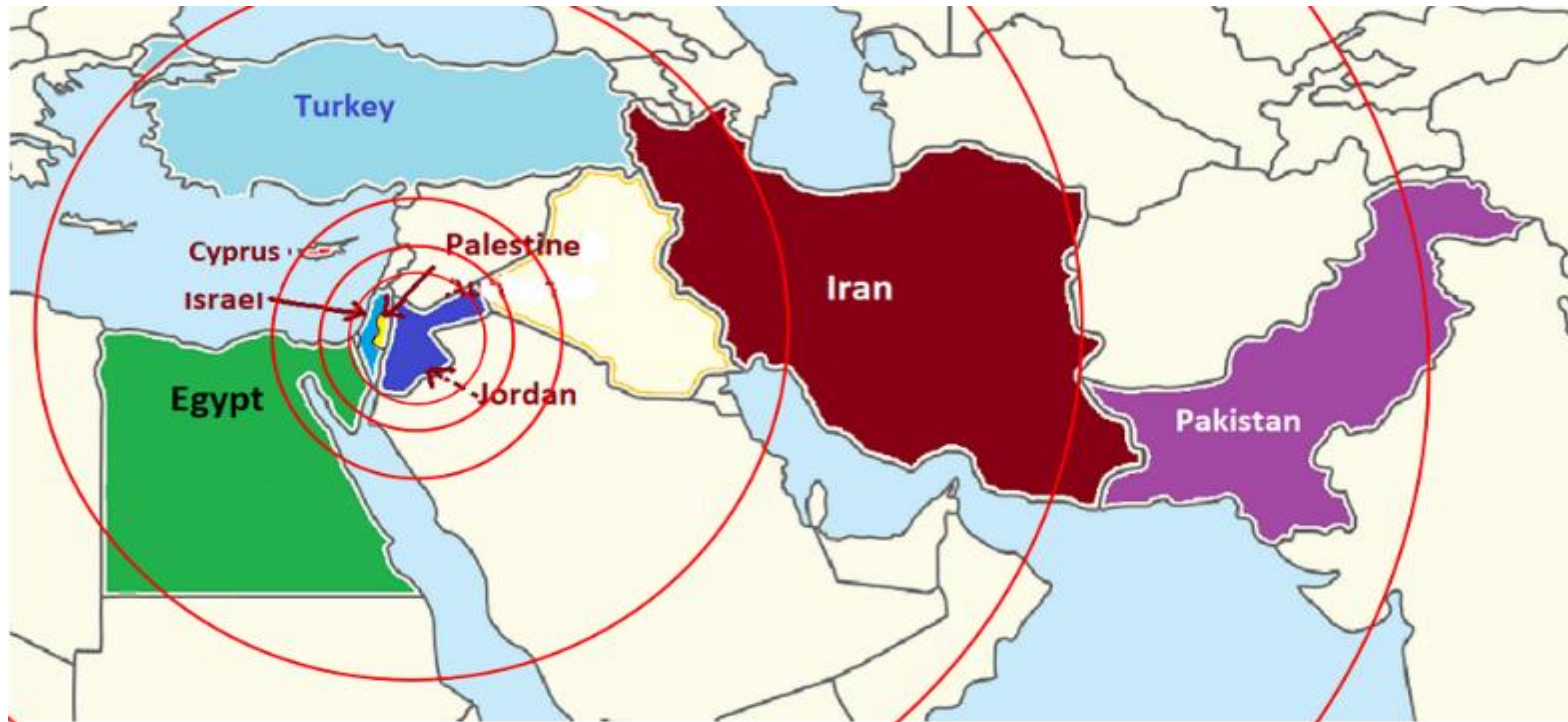 Turkey
Cyprus
Palestine
Israel
Iran
Egypt
Jordan
Pakistan